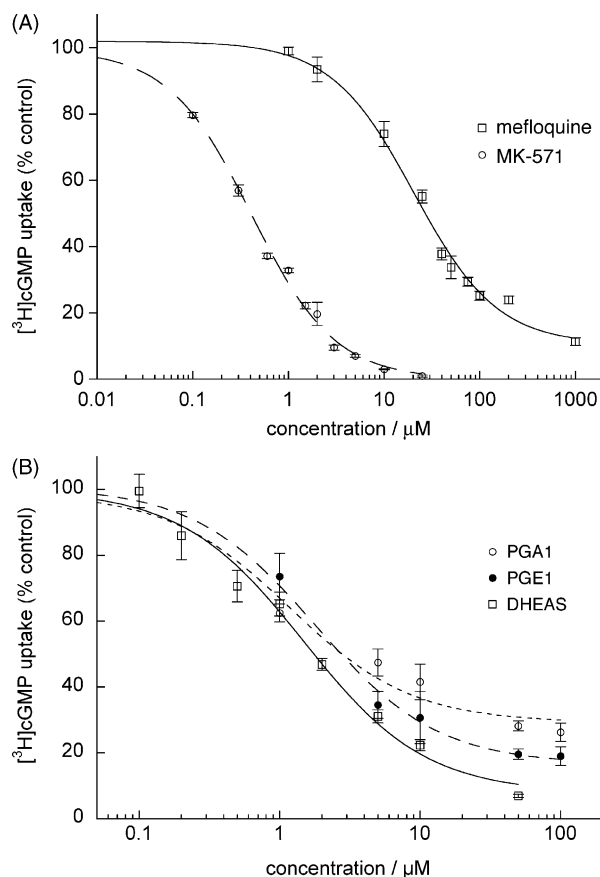 (A)
100
80
60
40
20
0
[³H]cGMP uptake (% control)
mefloquine
MK-571
0.01
0.1
1
10
100
1000
concentration / μM
(B)
100
80
60
40
20
0
[³H]cGMP uptake (% control)
PGA1
PGE1
DHEAS
0.1
1
10
100
concentration / μM